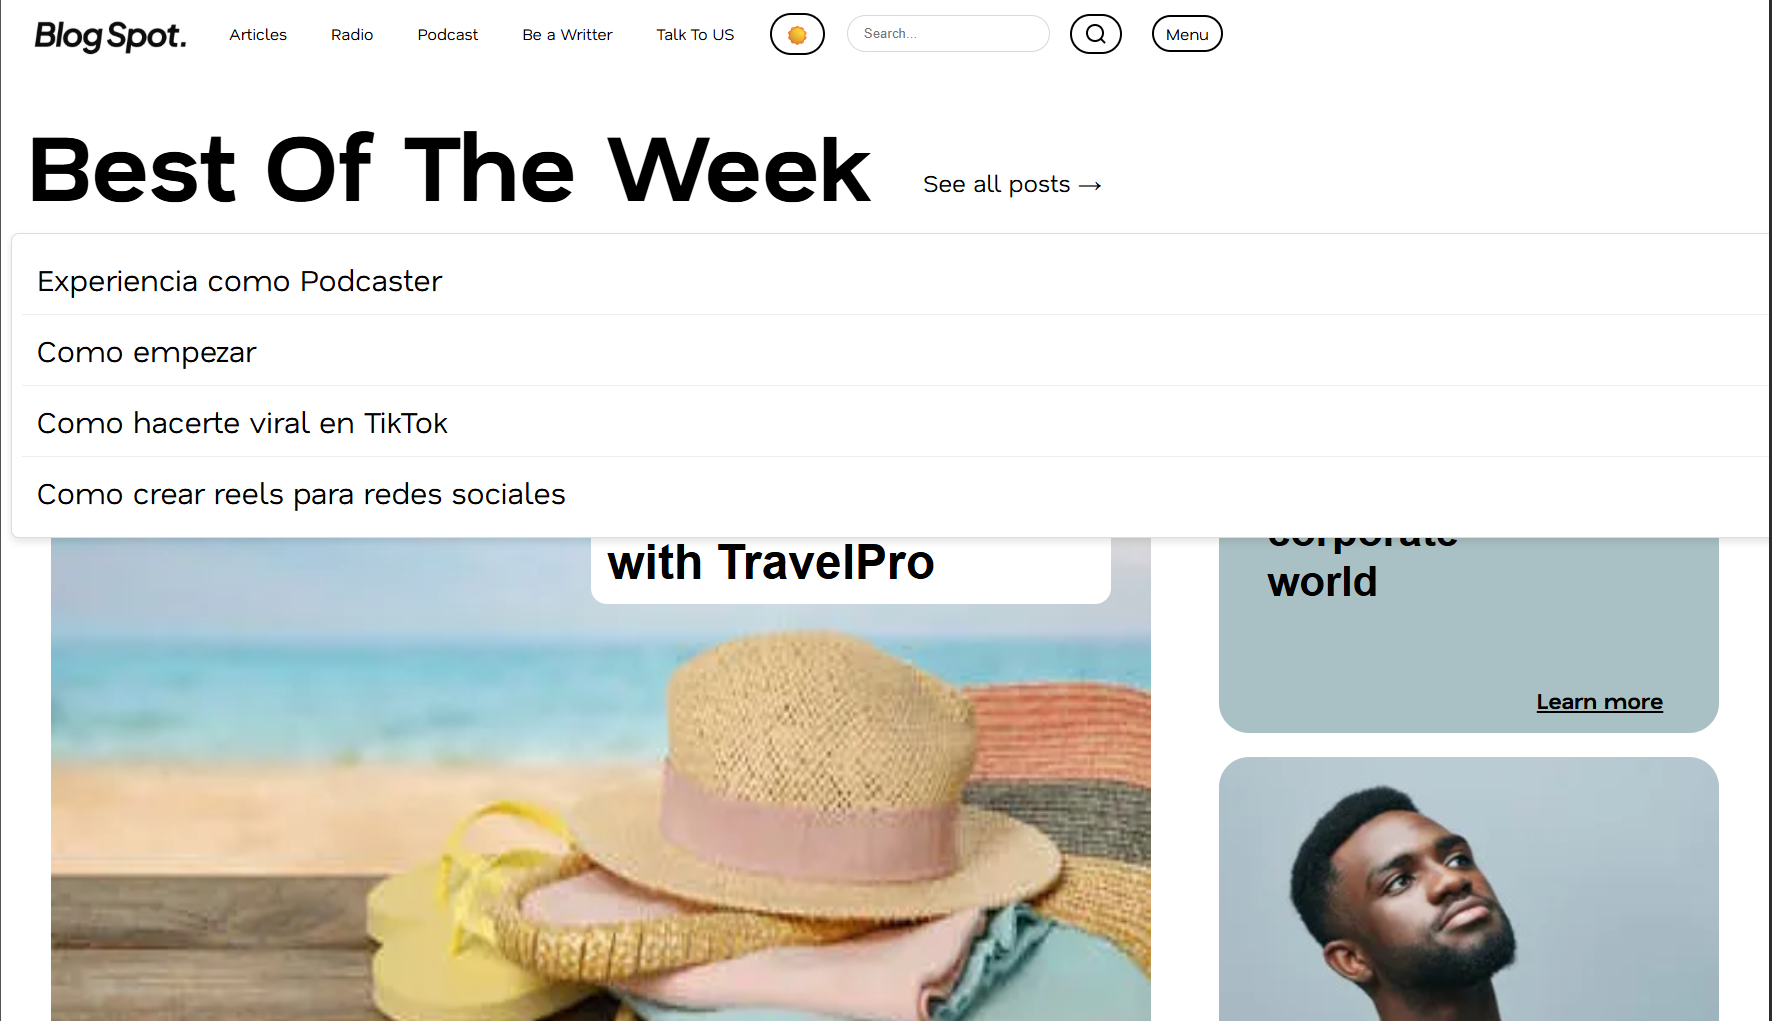 Blog Spot.
Articles
Radio
Podcast
Be a Writter
Talk To US
Search...
Menu
Best Of The Week
See all posts →
Experiencia como Podcaster
Como empezar
Como hacerte viral en TikTok
Como crear reels para redes sociales
with TravelPro
corporate
world
Learn more